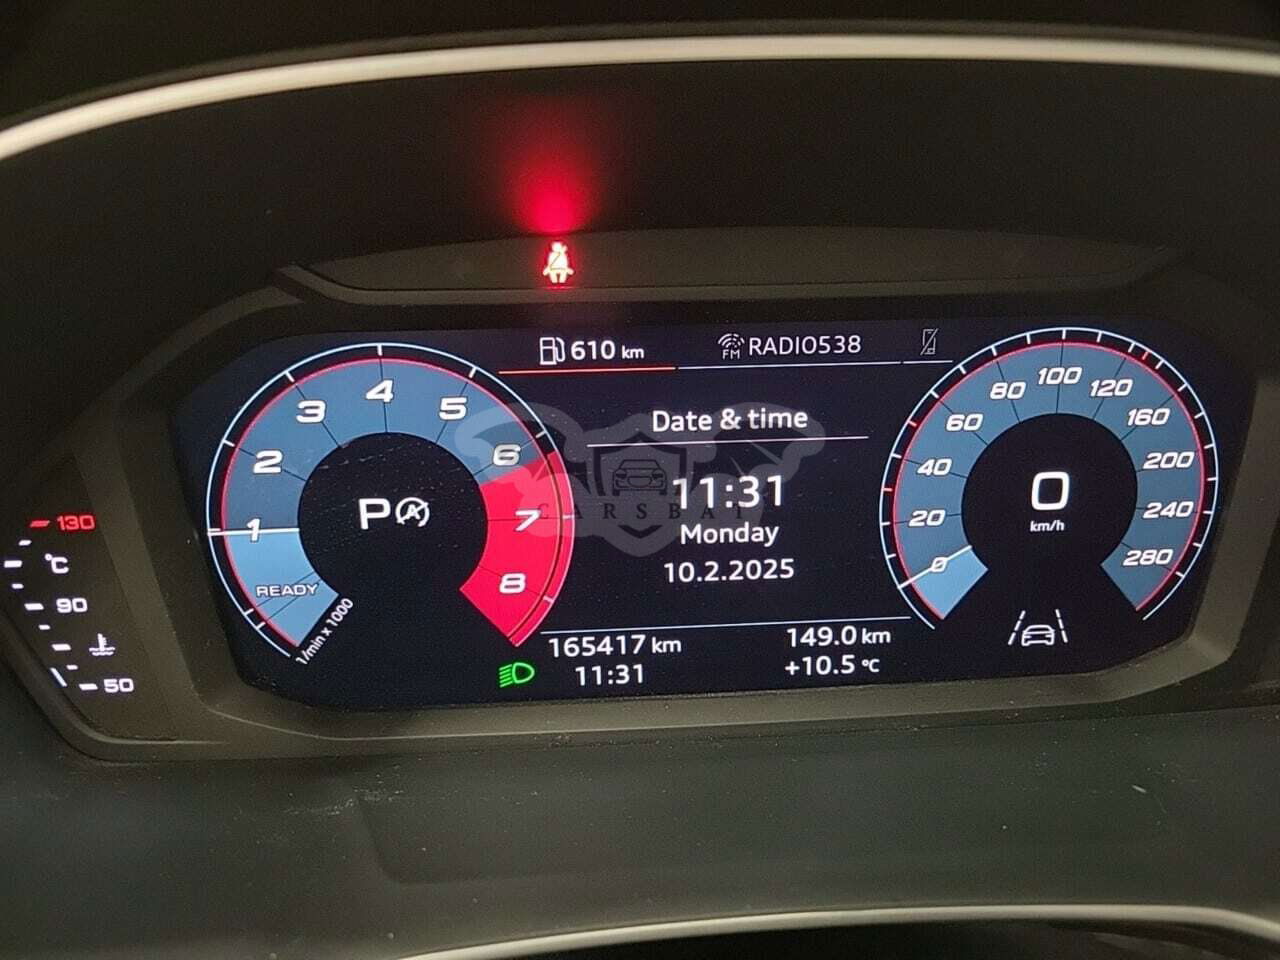 610 km
FM RADIO538
Date & time
11:31
Monday
10.2.2025
165417 km
149.0 km
11:31
+10.5 °C
1
2
3
4
5
6
7
8
READY
1/min x 1000
P
A
0
20
40
60
80
100
120
160
200
240
280
0
km/h
130
°C
90
50
CARSBAT